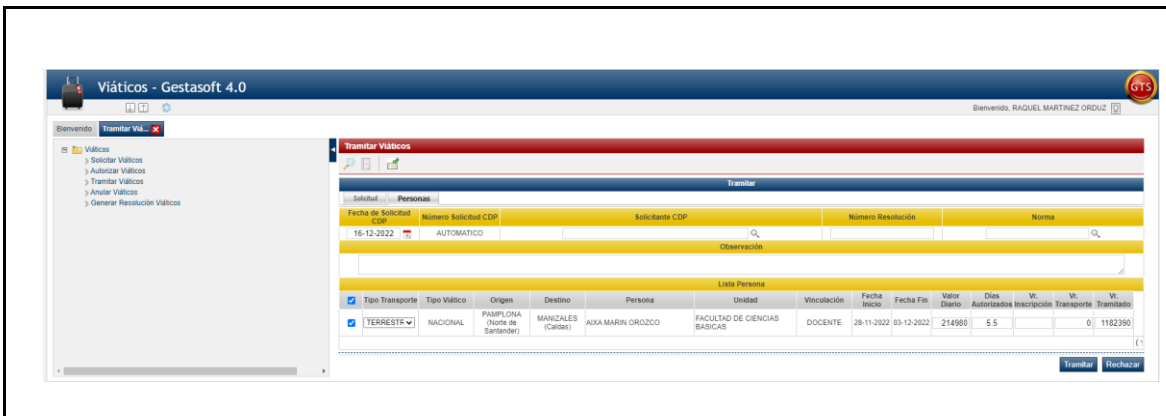 Viáticos - Gestasoft 4.0
GTS
Bienvenido, RAQUEL MARTINEZ ORDUZ
Bienvenido Tramitar Viá...
Viáticos
Solicitar Viáticos
Autorizar Viáticos
Tramitar Viáticos
Anular Viáticos
Generar Resolución Viáticos
Tramitar Viáticos
Tramitar
Solicitud Personas
Fecha de Solicitud CDP Número Solicitud CDP Solicitante CDP Número Resolución Norma
16-12-2022 AUTOMATICO
Observación
Lista Persona
Tipo Transporte Tipo Viático Origen Destino Persona Unidad Vinculación Fecha Inicio Fecha Fin Valor Diario Días Autorizados Vr. Inscripción Vr. Transporte Vr. Tramitado
TERRESTR NACIONAL PAMPLONA (Norte de Santander) MANIZALES (Caldas) AIXA MARIN OROZCO FACULTAD DE CIENCIAS BASICAS DOCENTE 28-11-2022 03-12-2022 214980 5.5 0 1182390
Tramitar Rechazar